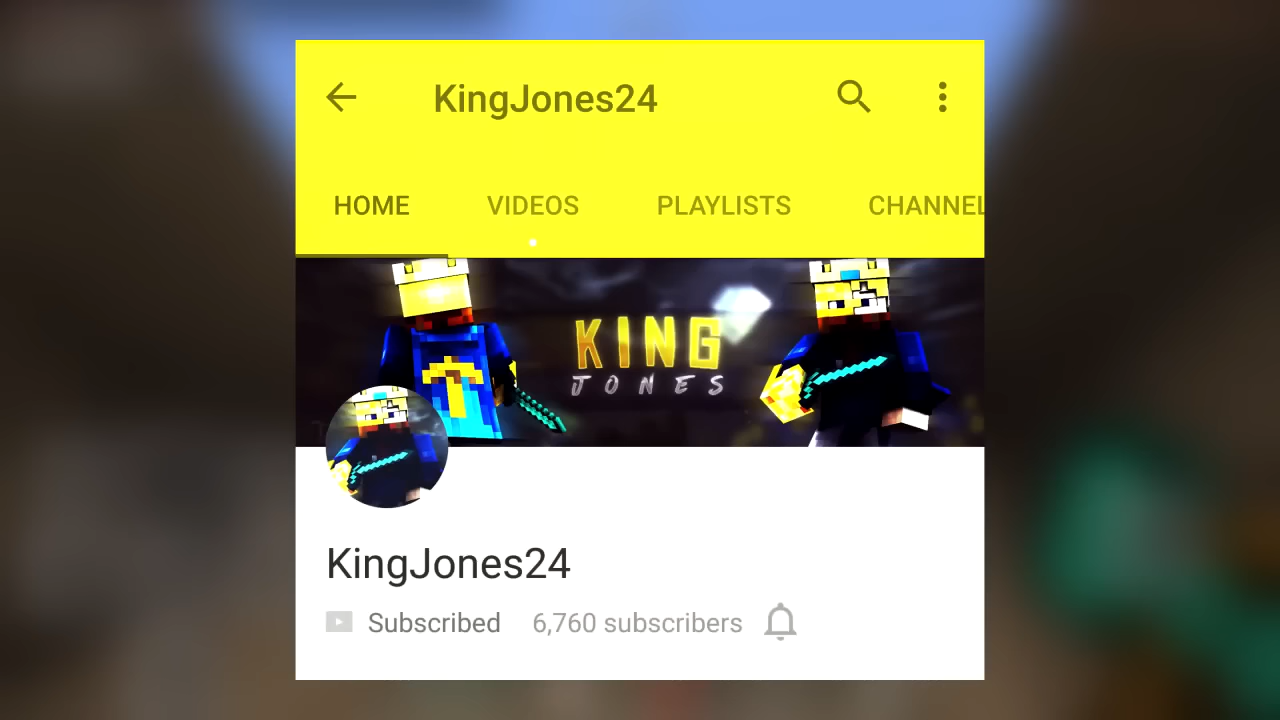 KingJones24
HOME VIDEOS PLAYLISTS CHANNEL
KING
JONES
KingJones24
Subscribed 6,760 subscribers